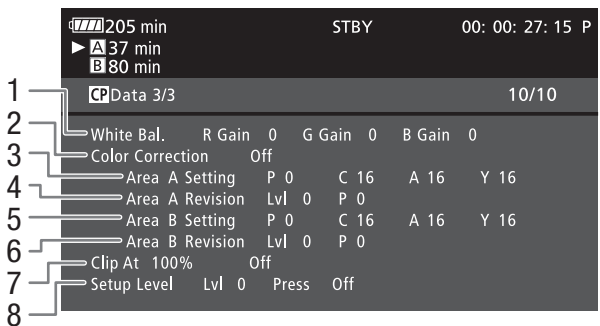 205 min STBY 00: 00: 27: 15 P
A 37 min
B 80 min
CP Data 3/3 10/10
1 White Bal. R Gain 0 G Gain 0 B Gain 0
2 Color Correction Off
3 Area A Setting P 0 C 16 A 16 Y 16
4 Area A Revision Lvl 0 P 0
5 Area B Setting P 0 C 16 A 16 Y 16
6 Area B Revision Lvl 0 P 0
7 Clip At 100% Off
8 Setup Level Lvl 0 Press Off